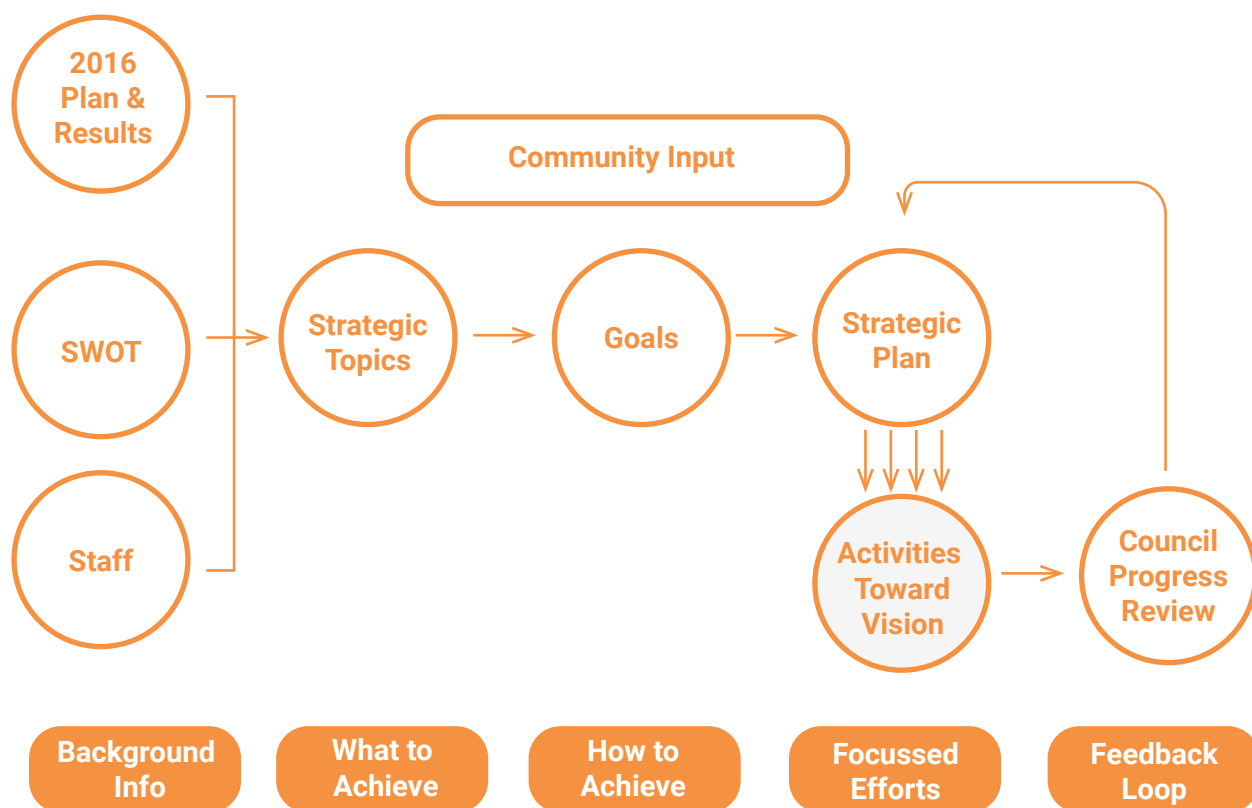 2016
Plan &
Results
Community Input
SWOT
Strategic
Topics
Goals
Strategic
Plan
Staff
Activities
Toward
Vision
Council
Progress
Review
Background
Info
What to
Achieve
How to
Achieve
Focussed
Efforts
Feedback
Loop